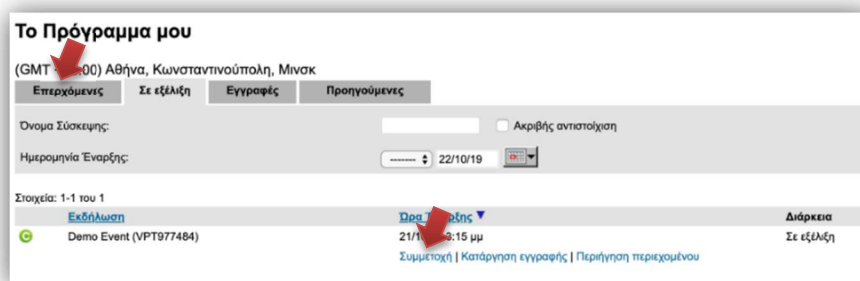 Το Πρόγραμμα μου
(GMT :00) Αθήνα, Κωνσταντινούπολη, Μινσκ
Επερχόμενες Σε εξέλιξη Εγγραφές Προηγούμενες
Όνομα Σύσκεψης: Ακριβής αντιστοίχιση
Ημερομηνία Έναρξης: ------- 22/10/19
Στοιχεία: 1-1 του 1
Εκδήλωση Ώρα Διάρκεια
Demo Event (VPT977484) 21/1 3:15 μμ Σε εξέλιξη
Συμμετοχή | Κατάργηση εγγραφής | Περιήγηση περιεχομένου